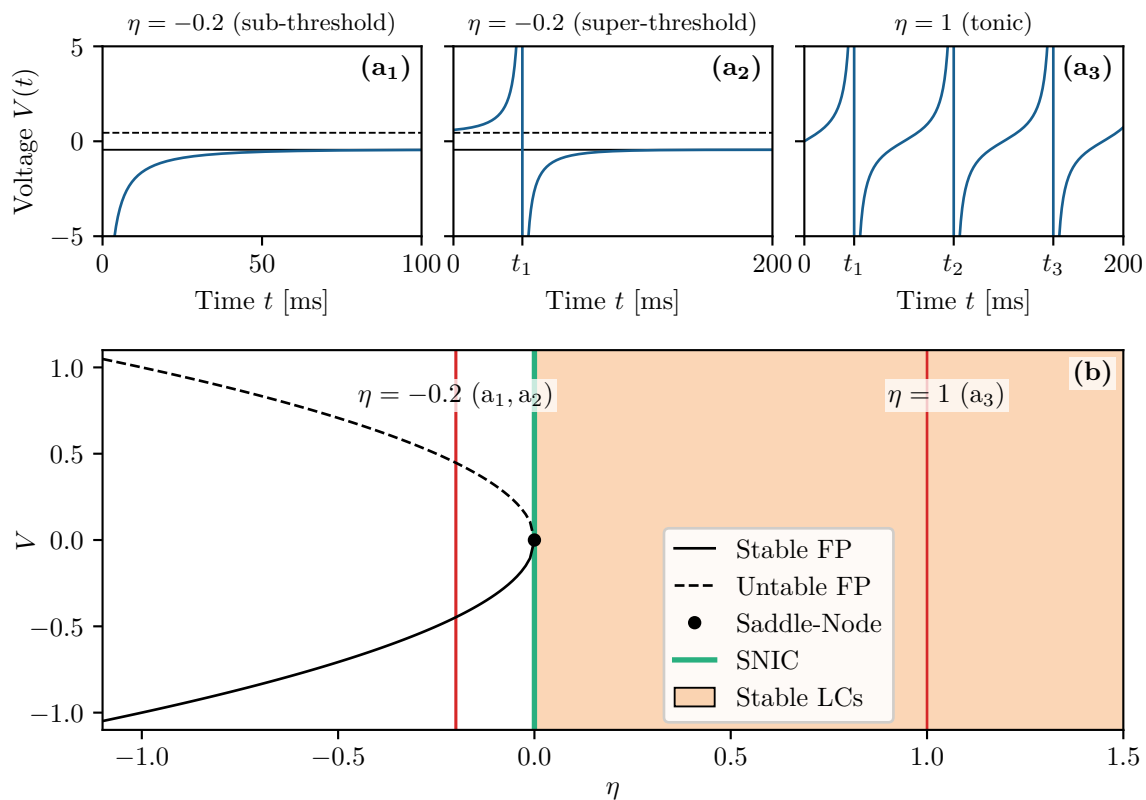 η = −0.2 (sub-threshold)
η = −0.2 (super-threshold)
η = 1 (tonic)
(a₁)
(a₂)
(a₃)
Voltage V(t)
5
0
−5
0
50
100
0
t₁
200
0
t₁
t₂
t₃
200
Time t [ms]
Time t [ms]
Time t [ms]
(b)
η = −0.2 (a₁, a₂)
η = 1 (a₃)
V
1.0
0.5
0.0
−0.5
−1.0
Stable FP
Untable FP
Saddle-Node
SNIC
Stable LCs
−1.0
−0.5
0.0
0.5
1.0
1.5
η